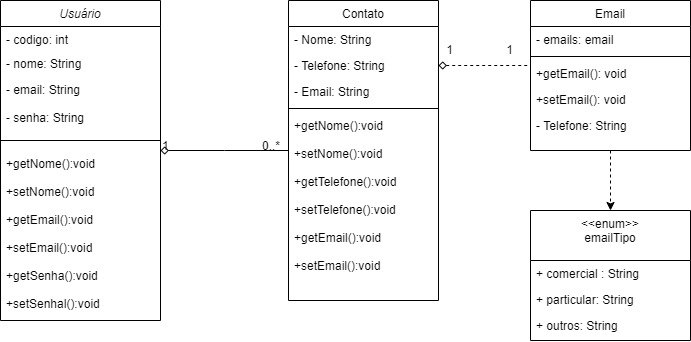 Usuário
- codigo: int
- nome: String
- email: String
- senha: String
+getNome():void
+setNome():void
+getEmail():void
+setEmail():void
+getSenha():void
+setSenhal():void
1
0..*
Contato
- Nome: String
- Telefone: String
- Email: String
+getNome():void
+setNome():void
+getTelefone():void
+setTelefone():void
+getEmail():void
+setEmail():void
1
1
Email
- emails: email
+getEmail(): void
+setEmail(): void
- Telefone: String
<<enum>>
emailTipo
+ comercial : String
+ particular: String
+ outros: String